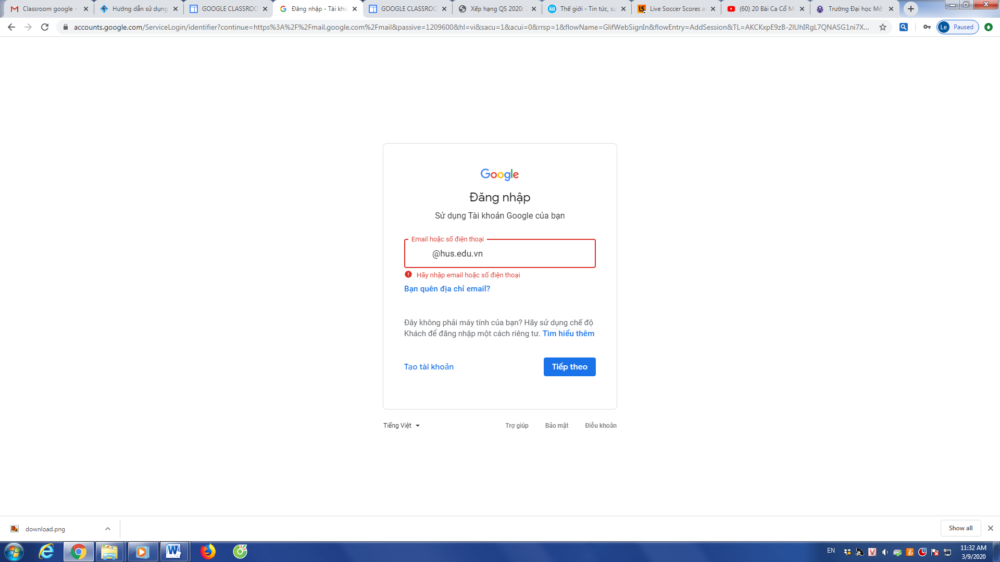 Classroom google -
Hướng dẫn sử dụng
GOOGLE CLASSROO
Đăng nhập - Tài kho
GOOGLE CLASSROO
Xếp hạng QS 2020:
Thế giới - Tin tức, sự
Live Soccer Scores a
(60) 20 Bài Ca Cổ M
Trường Đại học Mở
accounts.google.com/ServiceLogin/identifier?continue=https%3A%2F%2Fmail.google.com%2Fmail&passive=1209600&hl=vi&sacu=1&acui=0&rrsp=1&flowName=GlifWebSignIn&flowEntry=AddSession&TL=AKCKxpE9zB-2IUhIRgL7QNASG1ni7X...
Le Paused
Google
Đăng nhập
Sử dụng Tài khoản Google của bạn
Email hoặc số điện thoại
@hus.edu.vn
Hãy nhập email hoặc số điện thoại
Bạn quên địa chỉ email?
Đây không phải máy tính của bạn? Hãy sử dụng chế độ
Khách để đăng nhập một cách riêng tư. Tìm hiểu thêm
Tạo tài khoản
Tiếp theo
Tiếng Việt
Trợ giúp
Bảo mật
Điều khoản
download.png
Show all
EN
11:32 AM
3/9/2020